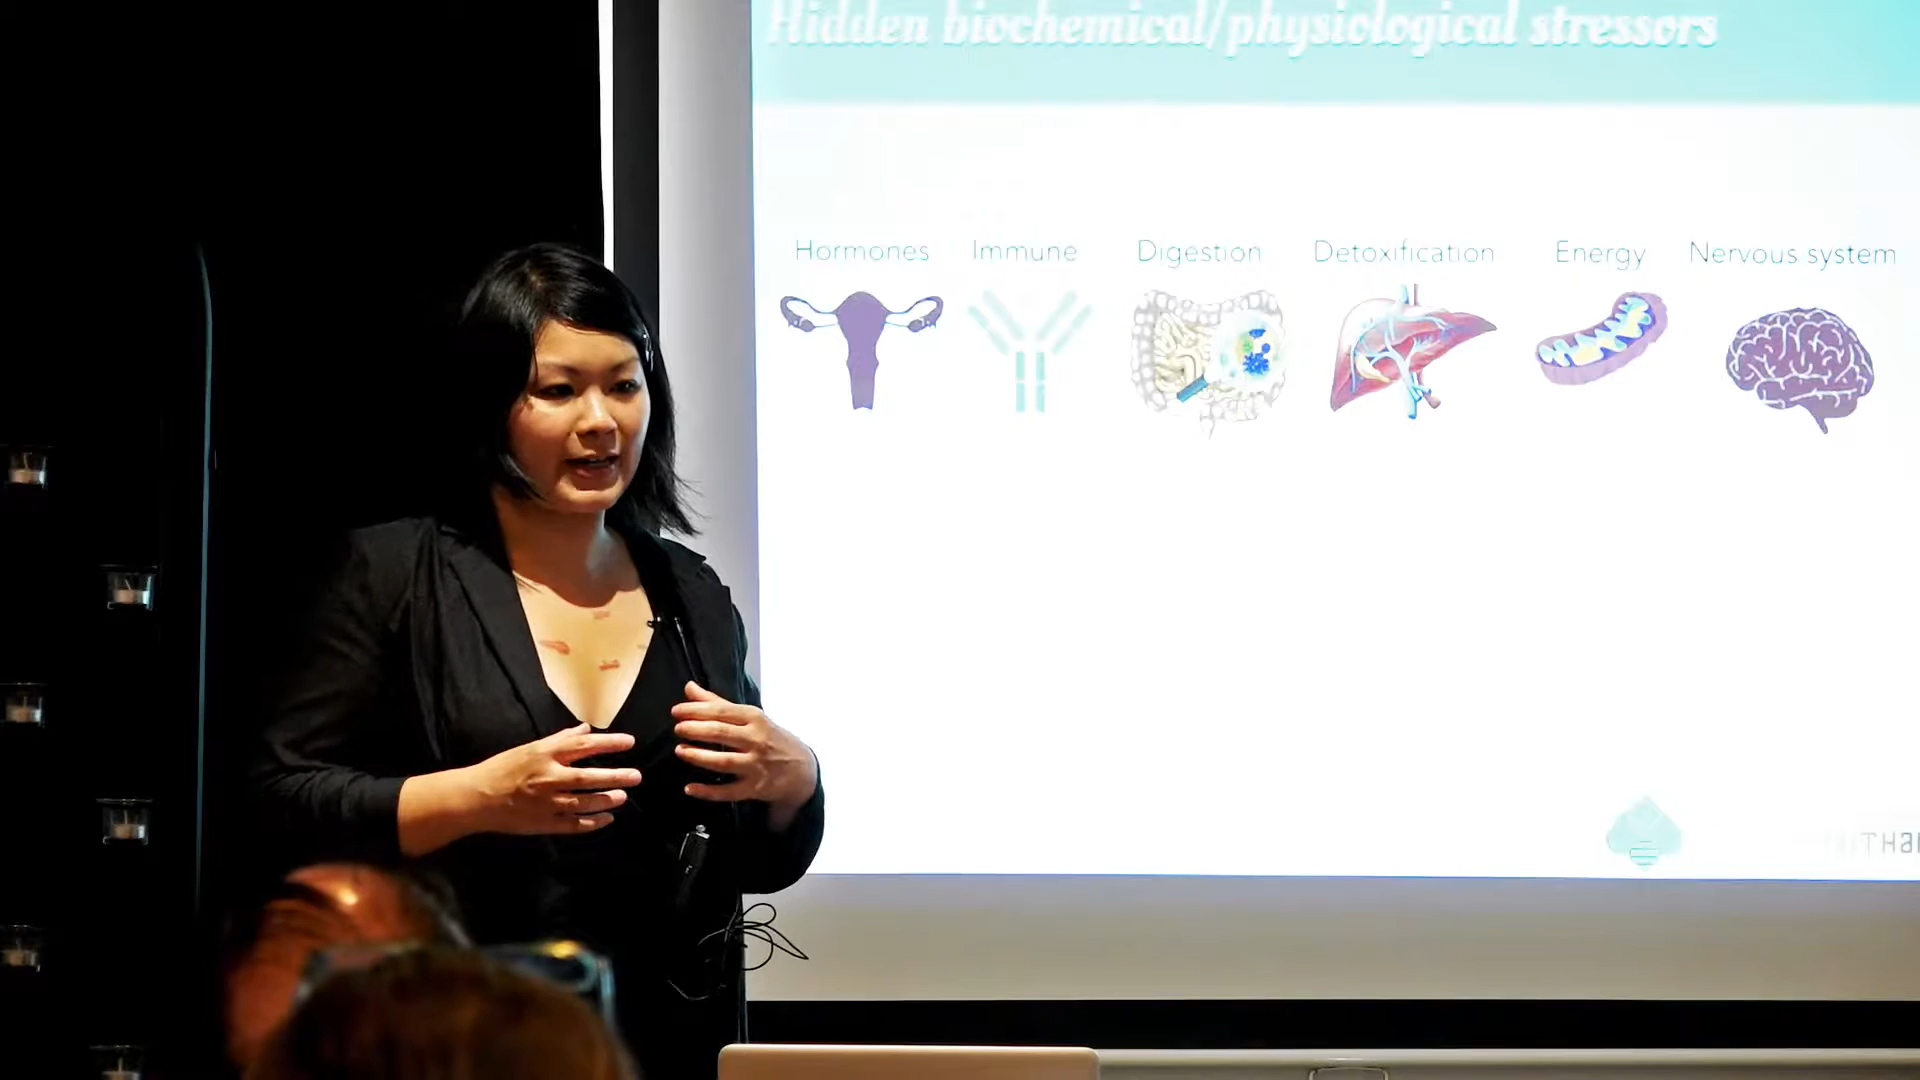 Hidden biochemical/physiological stressors
Hormones Immune Digestion Detoxification Energy Nervous system